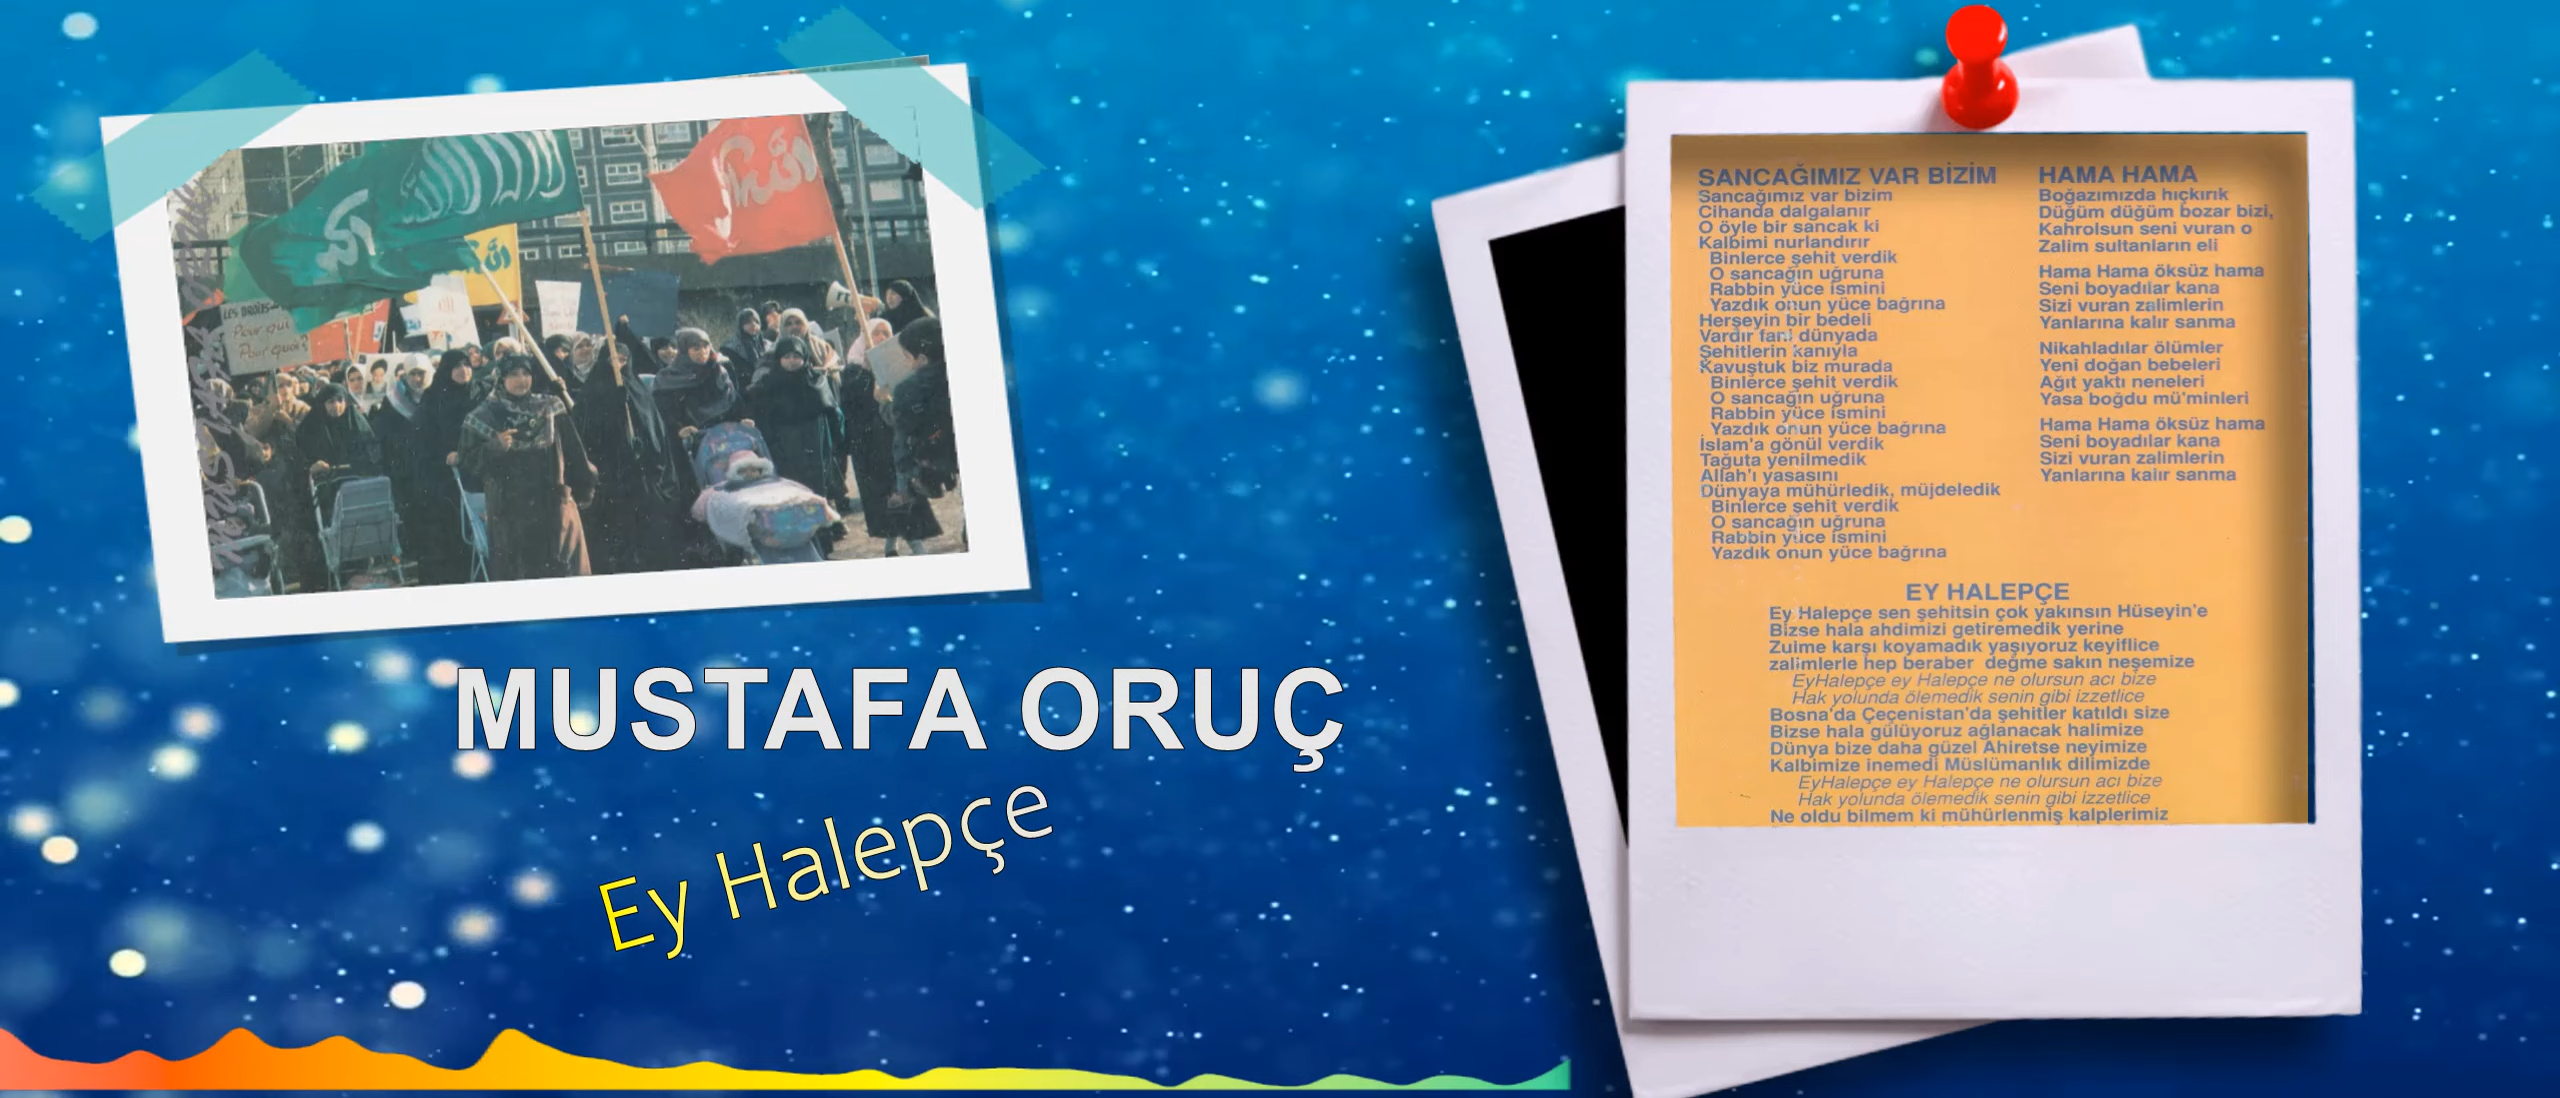 LES DROITS
Pour qui
Pourquoi?
MUSTAFA ORUÇ
Ey Halepçe
SANCAĞIMIZ VAR BİZİM
Sancağımız var bizim
Cihanda dalgalanır
O öyle bir sancak ki
Kalbimi nurlandırır
Binlerce şehit verdik
O sancağın uğruna
Rabbin yüce ismini
Yazdık onun yüce bağrına
Herşeyin bir bedeli
Vardır fani dünyada
Şehitlerin kanıyla
Kavuştuk biz murada
Binlerce şehit verdik
O sancağın uğruna
Rabbin yüce ismini
Yazdık onun yüce bağrına
İslam'a gönül verdik
Tağuta yenilmedik
Allah'ı yasasını
Dünyaya mühürledik, müjdeledik
Binlerce şehit verdik
O sancağın uğruna
Rabbin yüce ismini
Yazdık onun yüce bağrına
HAMA HAMA
Boğazımızda hıçkırık
Düğüm düğüm bozar bizi,
Kahrolsun seni vuran o
Zalim sultanların eli
Hama Hama öksüz hama
Seni boyadılar kana
Sizi vuran zalimlerin
Yanlarına kalır sanma
Nikahladılar ölümler
Yeni doğan bebeleri
Ağıt yaktı neneleri
Yasa boğdu mü'minleri
Hama Hama öksüz hama
Seni boyadılar kana
Sizi vuran zalimlerin
Yanlarına kalır sanma
EY HALEPÇE
Ey Halepçe sen şehitsin çok yakınsın Hüseyin'e
Bizse hala ahdimizi getiremedik yerine
Zulme karşı koyamadık yaşıyoruz keyiflice
zalimlerle hep beraber değme sakın neşemize
EyHalepçe ey Halepçe ne olursun acı bize
Hak yolunda ölemedik senin gibi izzetlice
Bosna'da Çeçenistan'da şehitler katıldı size
Bizse hala gülüyoruz ağlanacak halimize
Dünya bize daha güzel Ahiretse neyimize
Kalbimize inemedi Müslümanlık dilimizde
EyHalepçe ey Halepçe ne olursun acı bize
Hak yolunda ölemedik senin gibi izzetlice
Ne oldu bilmem ki mühürlenmiş kalplerimiz